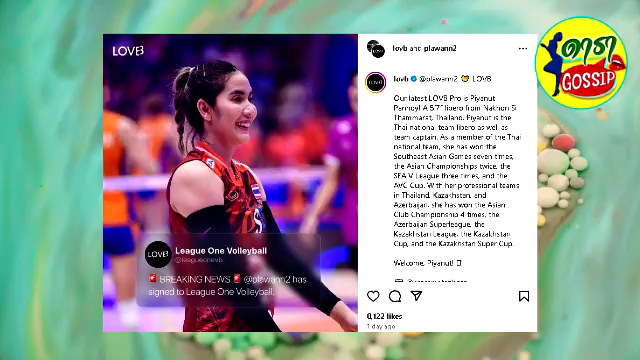 LOVB
lovb and plawann2
lovb @plawann2 LOVB
Our latest LOVB Pro is Piyanut
Pannoy! A 5'7" libero from Nakhon Si
Thammarat, Thailand, Piyanut is the
Thai national team libero as well as
team captain. As a member of the Thai
national team, she has won the
Southeast Asian Games seven times,
the Asian Championships twice, the
SEA V League three times, and the
AVC Cup. With her professional teams
in Thailand, Kazakhstan, and
Azerbaijan, she has won the Asian
Club Championship 4 times, the
Azerbaijan Superleague, the
Kazakhstan League, the Kazakhstan
Cup, and the Kazakhstan Super Cup.
Welcome, Piyanut!
LOVB
League One Volleyball
@leagueonevb
BREAKING NEWS @plawann2 has
signed to League One Volleyball.
8,122 likes
1 day ago
ดารา
GOSSIP